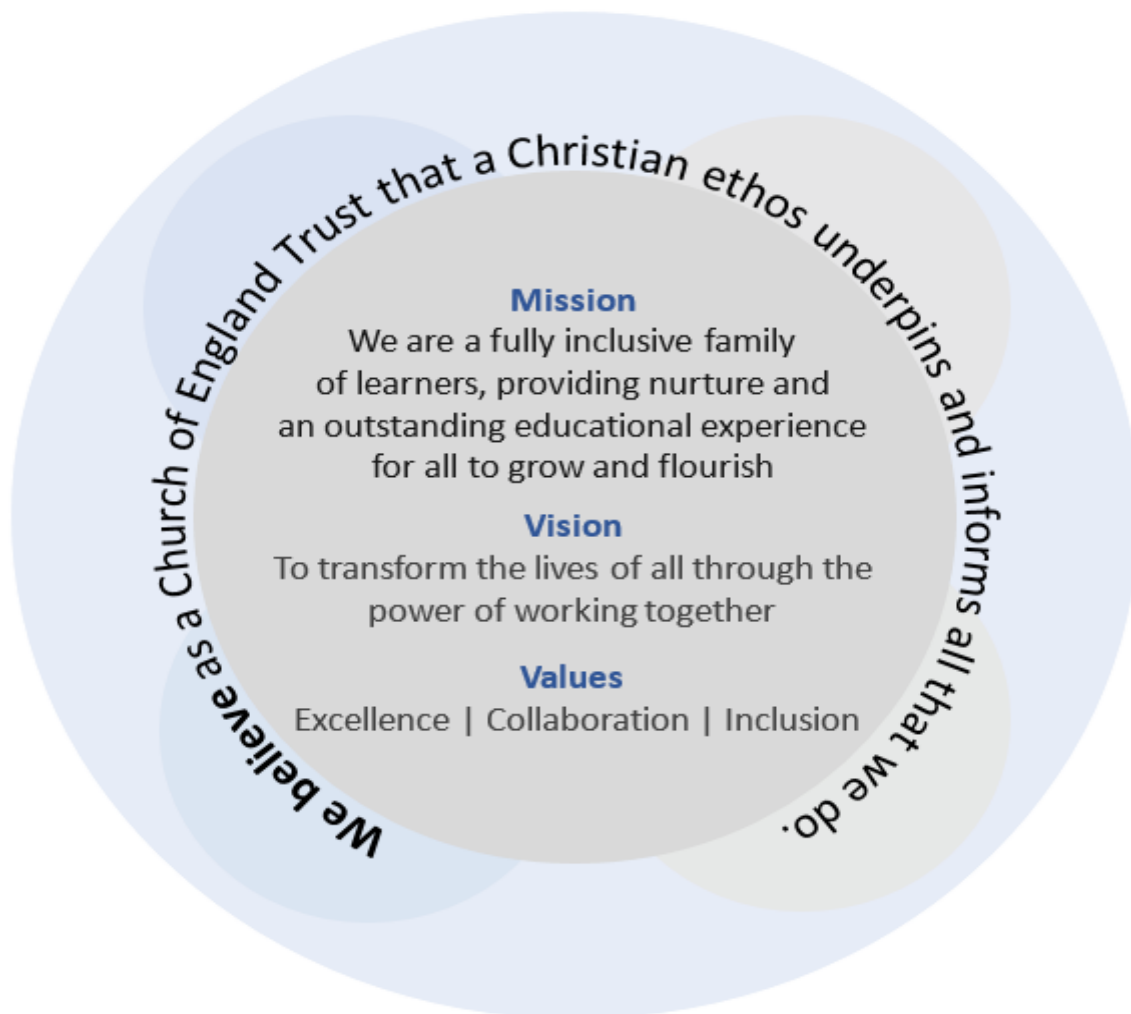 We believe as a Church of England Trust that a Christian ethos underpins and informs all that we do.
Mission
We are a fully inclusive family
of learners, providing nurture and
an outstanding educational experience
for all to grow and flourish
Vision
To transform the lives of all through the
power of working together
Values
Excellence | Collaboration | Inclusion